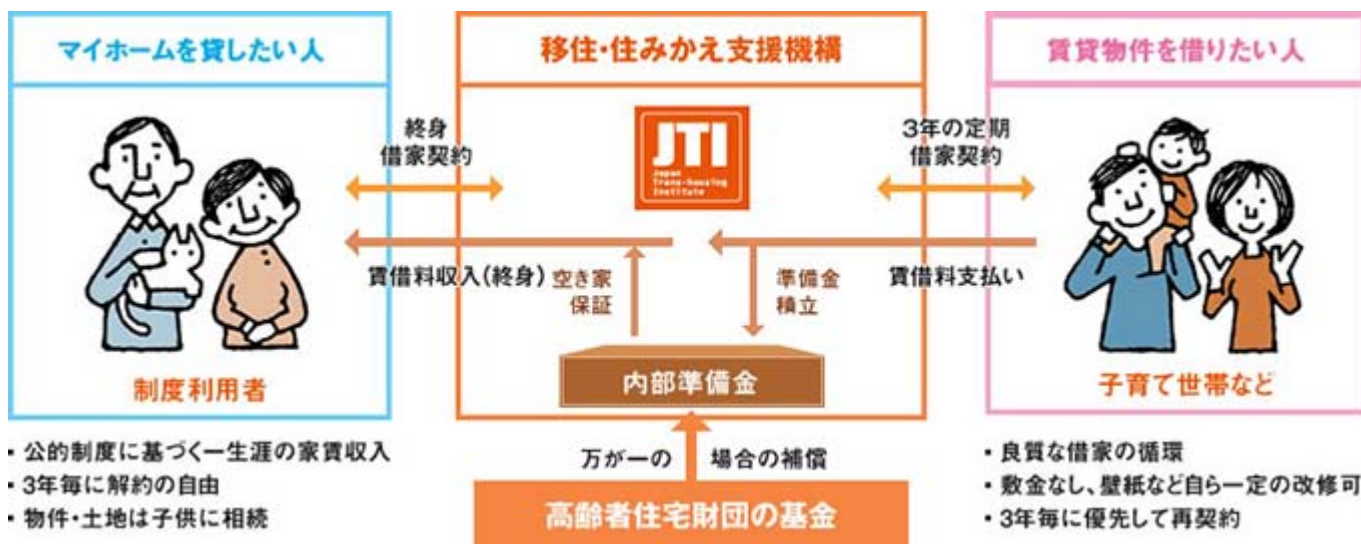 マイホームを貸したい人
移住・住みかえ支援機構
賃貸物件を借りたい人
終身
借家契約
JTI
Japan
Trans-housing
Institute
3年の定期
借家契約
賃借料収入(終身)
空き家
保証
準備金
積立
賃借料支払い
内部準備金
制度利用者
子育て世帯など
・公的制度に基づく一生涯の家賃収入
・3年毎に解約の自由
・物件・土地は子供に相続
万が一の 場合の補償
高齢者住宅財団の基金
・良質な借家の循環
・敷金なし、壁紙など自ら一定の改修可
・3年毎に優先して再契約